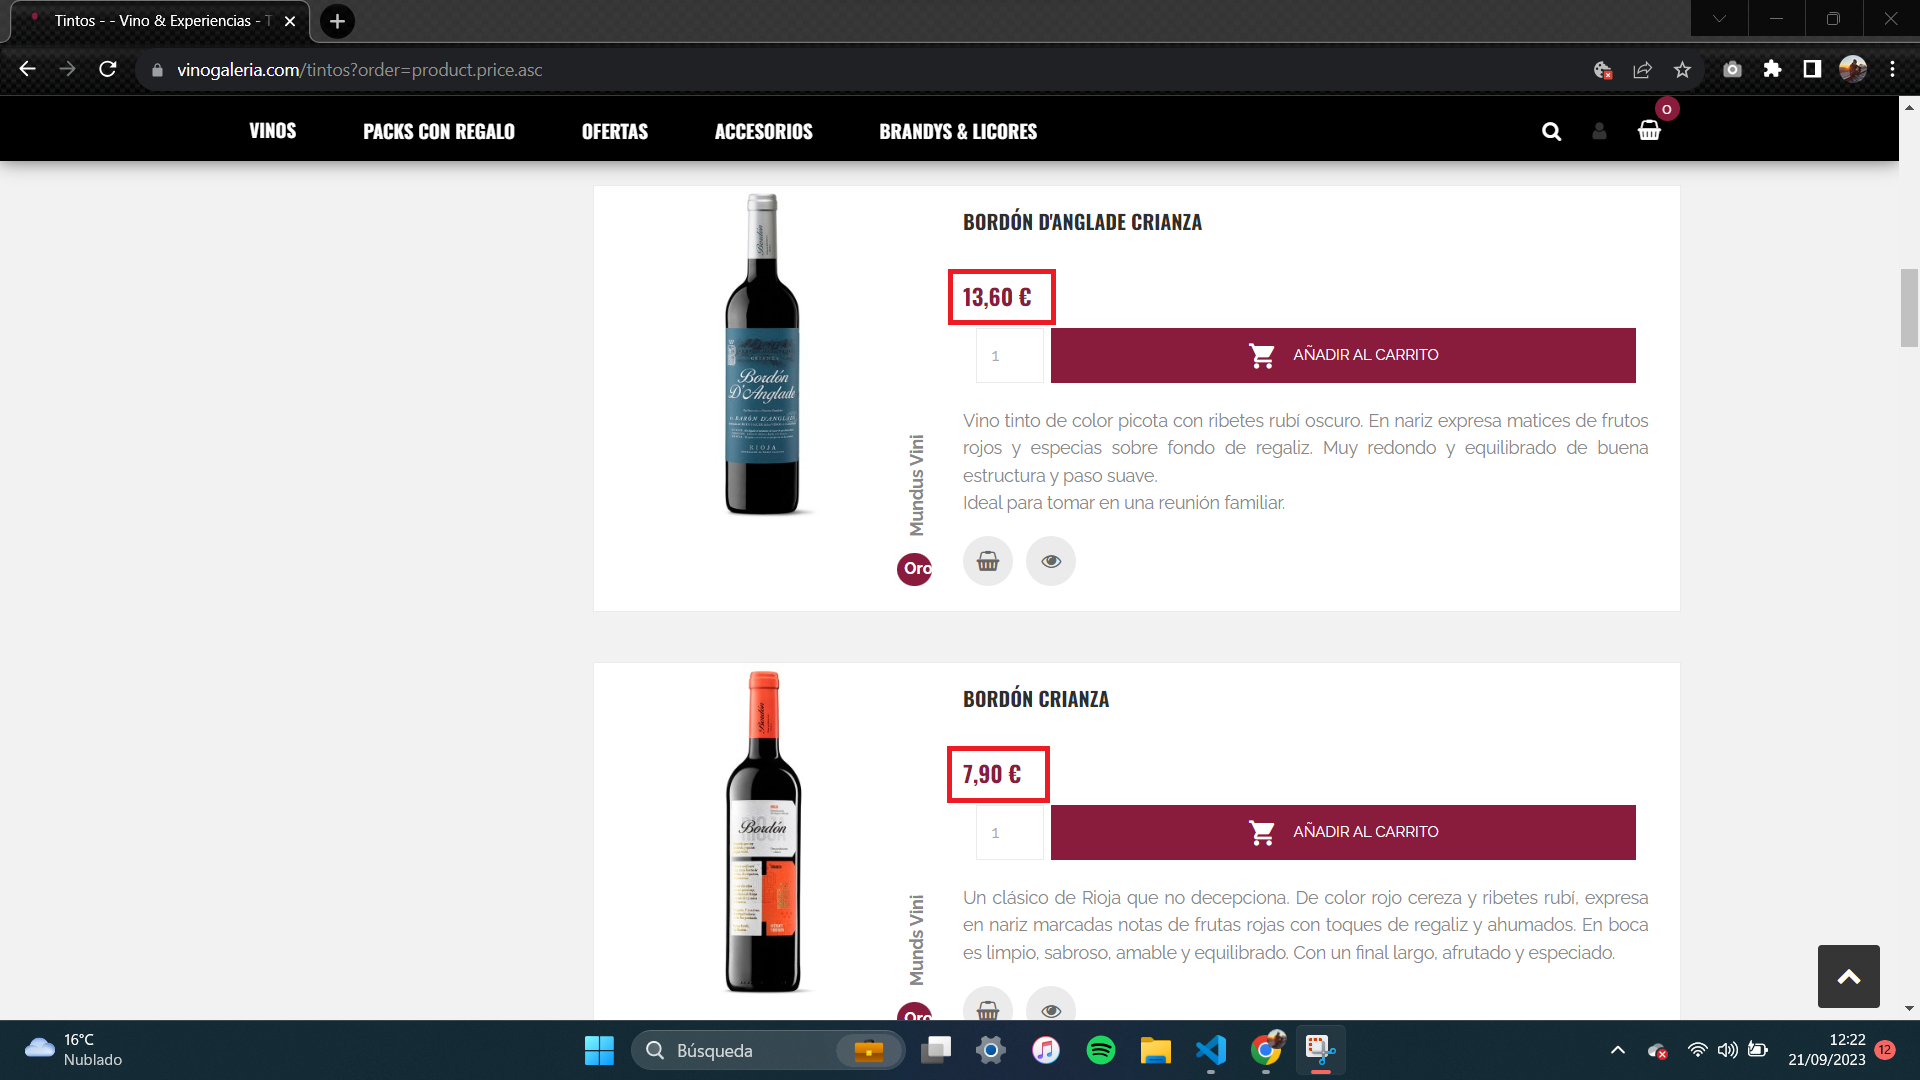 Tintos - - Vino & Experiencias - T
vinogaleria.com/tintos?order=product.price.asc
VINOS
PACKS CON REGALO
OFERTAS
ACCESORIOS
BRANDYS & LICORES
0
BORDÓN D'ANGLADE CRIANZA
13,60 €
1
AÑADIR AL CARRITO
Vino tinto de color picota con ribetes rubí oscuro. En nariz expresa matices de frutos
rojos y especias sobre fondo de regaliz. Muy redondo y equilibrado de buena
estructura y paso suave.
Ideal para tomar en una reunión familiar.
Mundus Vini
Oro
Bordón
D'Anglade
RIOJA
BORDÓN CRIANZA
7,90 €
1
AÑADIR AL CARRITO
Un clásico de Rioja que no decepciona. De color rojo cereza y ribetes rubí, expresa
en nariz marcadas notas de frutas rojas con toques de regaliz y ahumados. En boca
es limpio, sabroso, amable y equilibrado. Con un final largo, afrutado y especiado.
Munds Vini
Oro
Bordón
16°C
Nublado
Búsqueda
12:22
21/09/2023
12